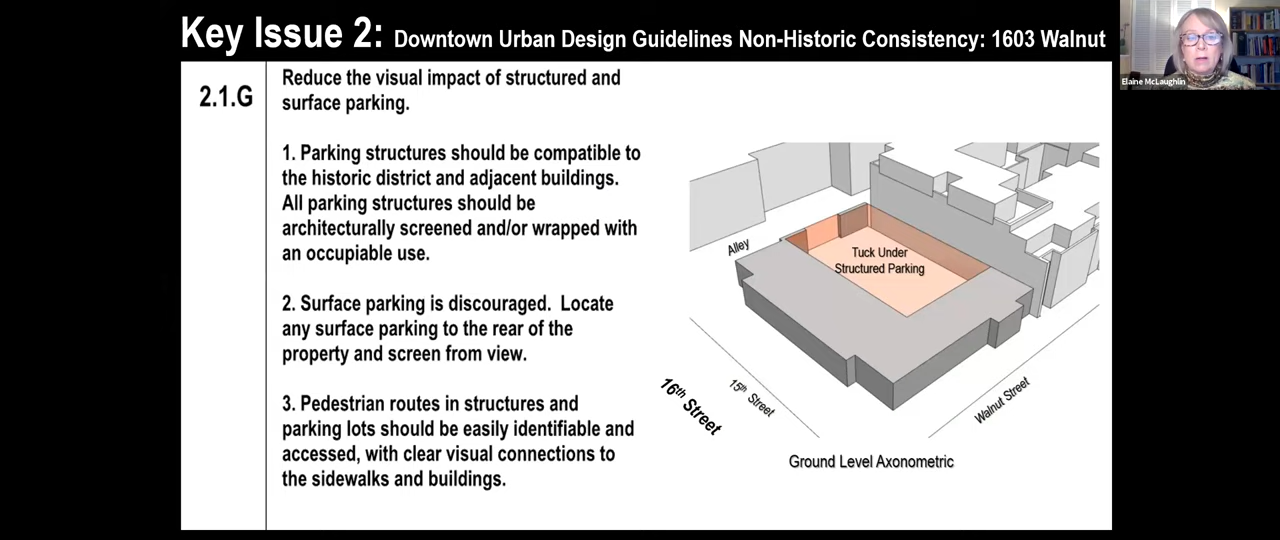 Key Issue 2: Downtown Urban Design Guidelines Non-Historic Consistency: 1603 Walnut
Elaine McLaughlin
2.1.G
Reduce the visual impact of structured and
surface parking.
1. Parking structures should be compatible to
the historic district and adjacent buildings.
All parking structures should be
architecturally screened and/or wrapped with
an occupiable use.
2. Surface parking is discouraged. Locate
any surface parking to the rear of the
property and screen from view.
3. Pedestrian routes in structures and
parking lots should be easily identifiable and
accessed, with clear visual connections to
the sidewalks and buildings.
Alley
Tuck Under
Structured Parking
16th Street
15th Street
Walnut Street
Ground Level Axonometric